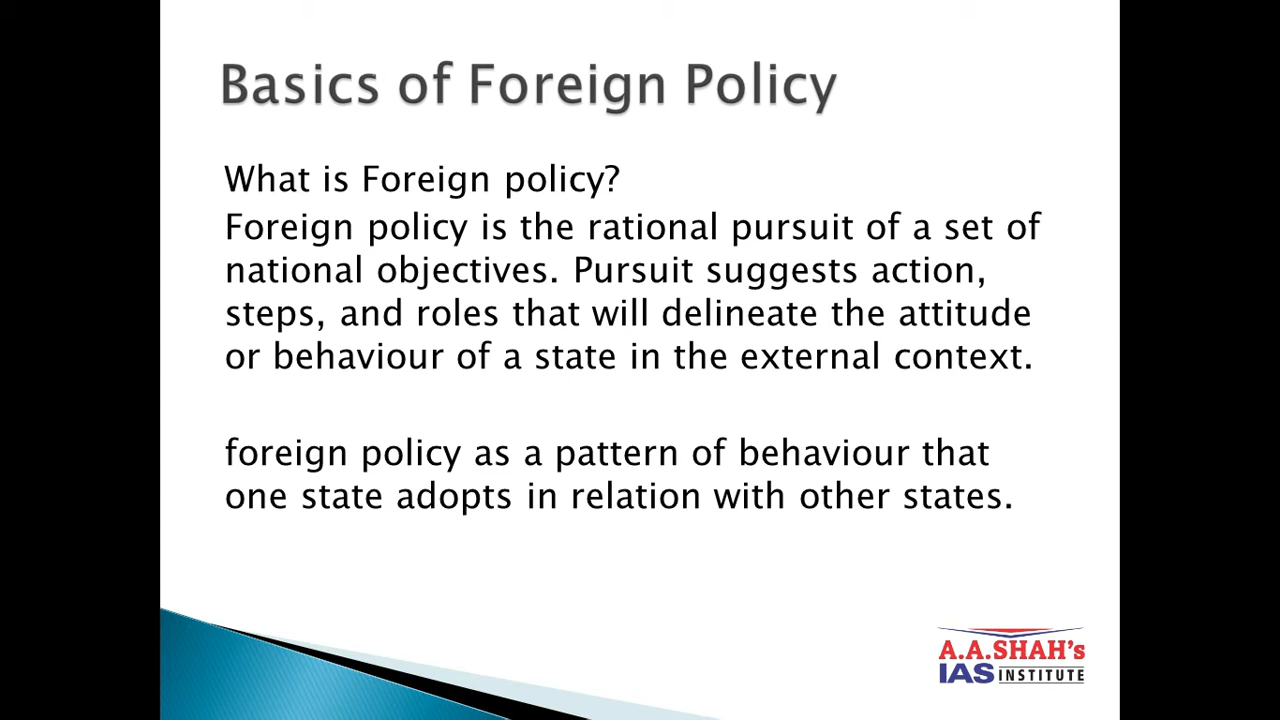 Basics of Foreign Policy
What is Foreign policy?
Foreign policy is the rational pursuit of a set of
national objectives. Pursuit suggests action,
steps, and roles that will delineate the attitude
or behaviour of a state in the external context.
foreign policy as a pattern of behaviour that
one state adopts in relation with other states.
A.A.SHAH's
IAS INSTITUTE